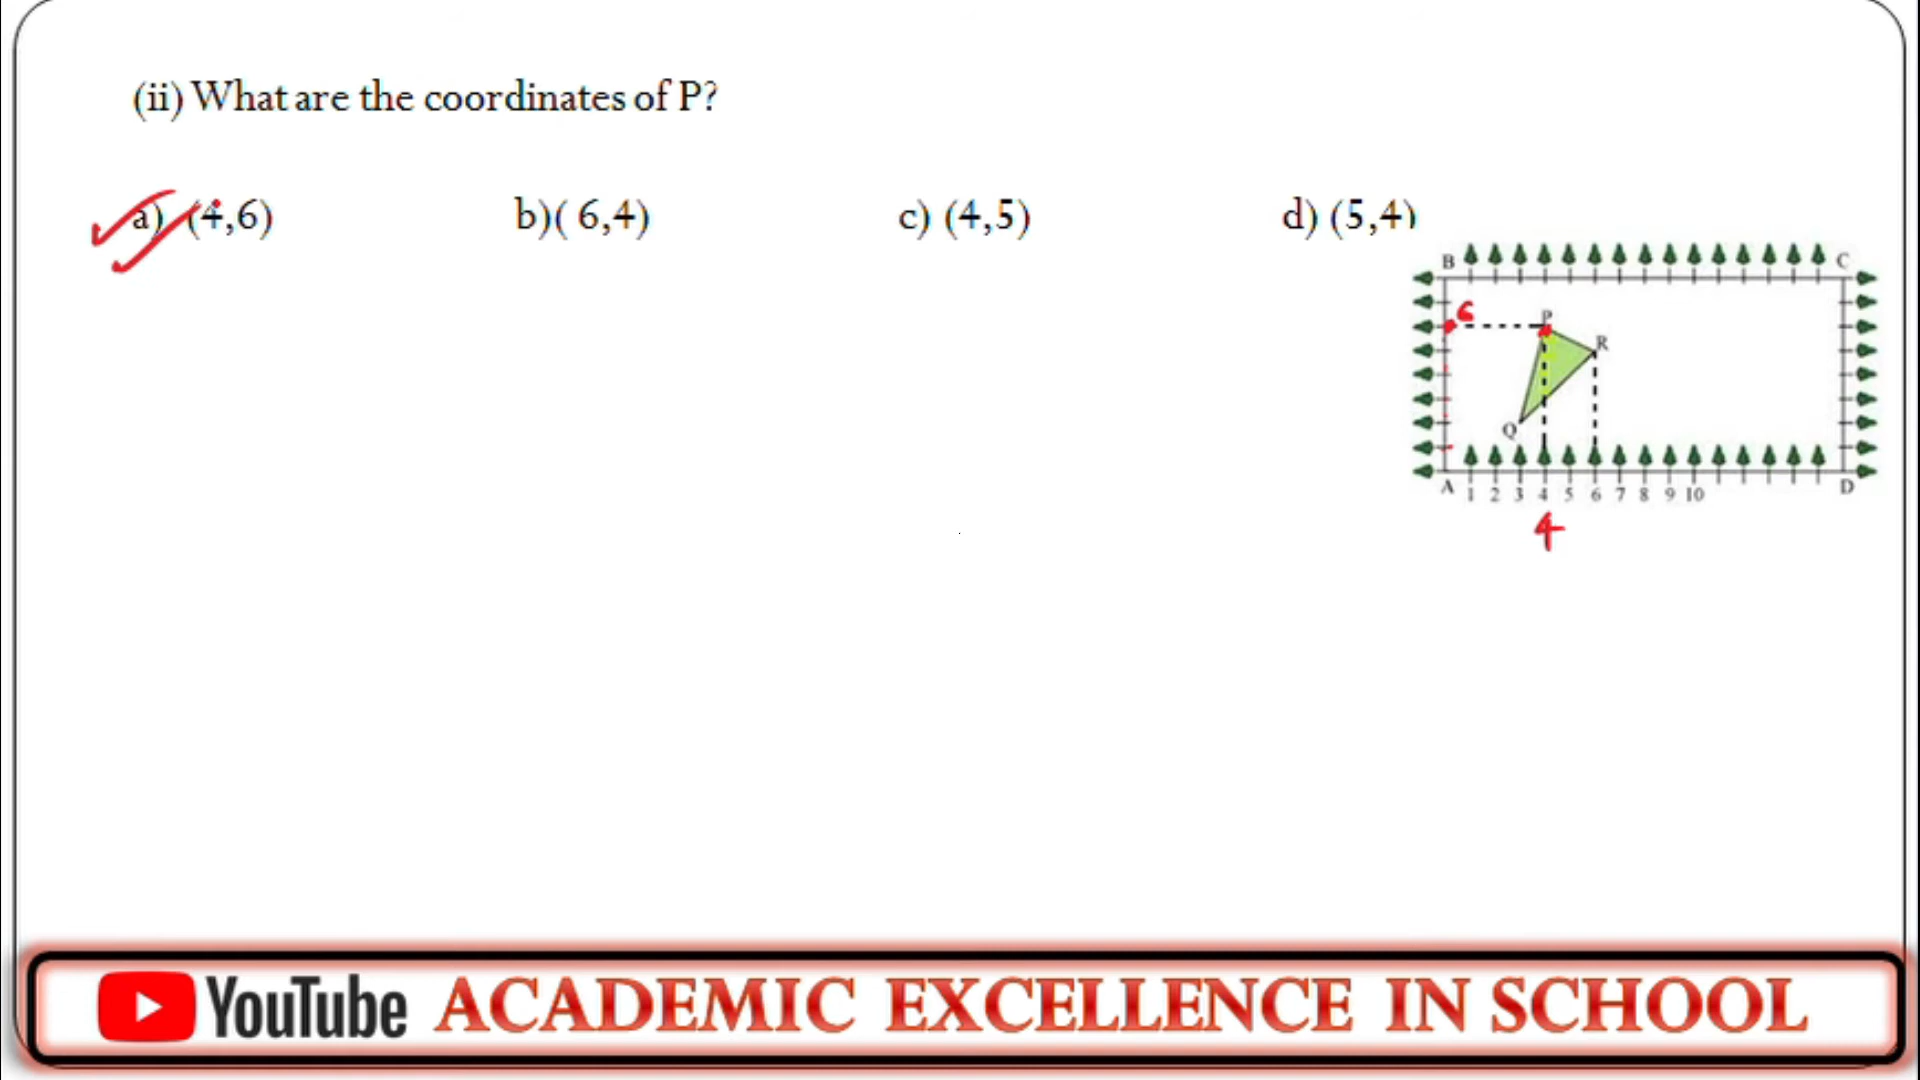 (ii) What are the coordinates of P?
a) (4,6) b)( 6,4) c) (4,5) d) (5,4)
B C
6
P
R
Q
A 1 2 3 4 5 6 7 8 9 10 D
4
YouTube ACADEMIC EXCELLENCE IN SCHOOL